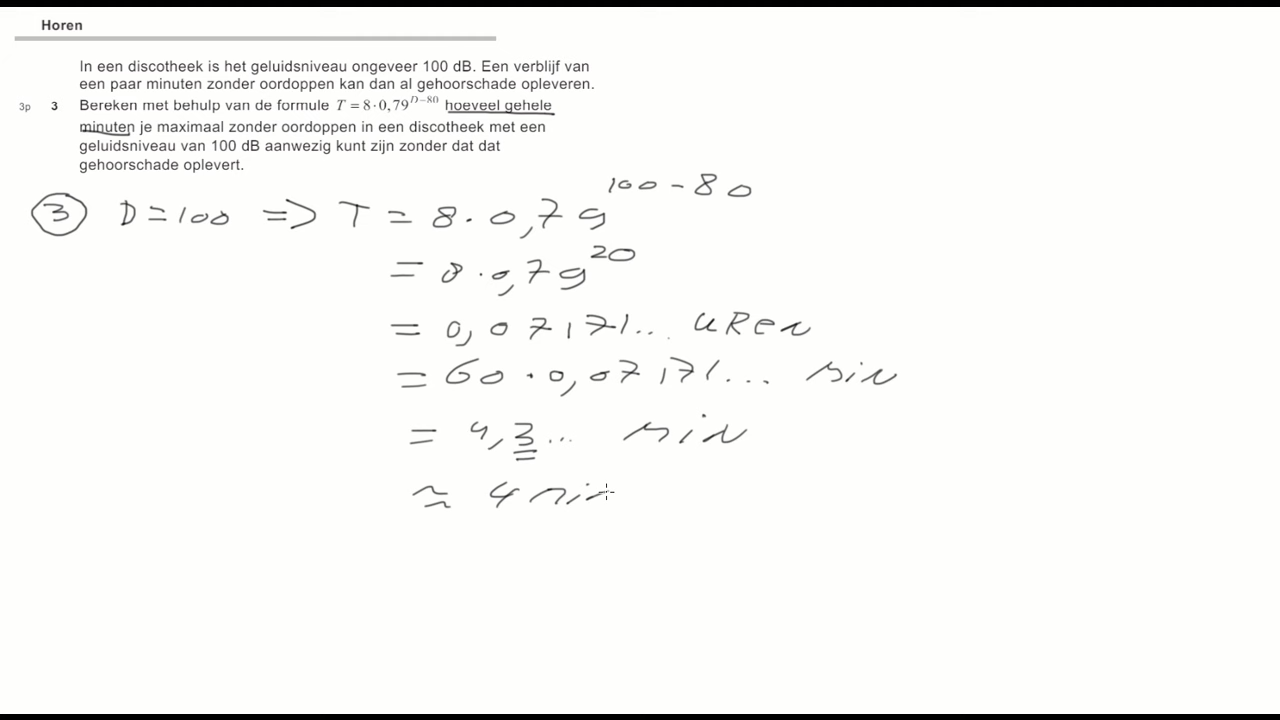 Horen
In een discotheek is het geluidsniveau ongeveer 100 dB. Een verblijf van
een paar minuten zonder oordoppen kan dan al gehoorschade opleveren.
3p 3 Bereken met behulp van de formule T = 8·0,79^{D−80} hoeveel gehele
minuten je maximaal zonder oordoppen in een discotheek met een
geluidsniveau van 100 dB aanwezig kunt zijn zonder dat dat
gehoorschade oplevert.
3 D = 100 => T = 8 · 0,79^{100-80}
= 8 · 0,79^{20}
= 0,07171... uren
= 60 · 0,07171... min
= 4,3... min
≈ 4 min